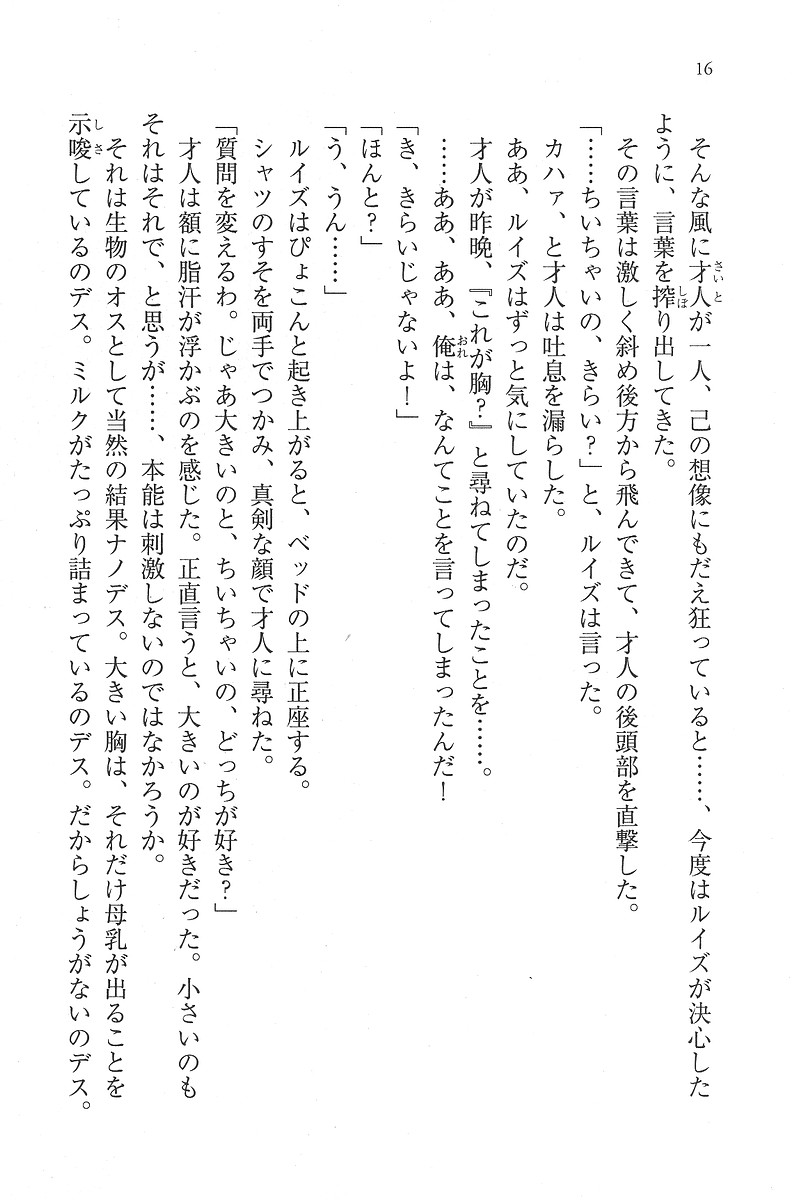 16
そんな風に才人が一人、己の想像にもだえ狂っていると……、今度はルイズが決心した
ように、言葉を搾り出してきた。
その言葉は激しく斜め後方から飛んできて、才人の後頭部を直撃した。
「……ちいちゃいの、きらい?」と、ルイズは言った。
カハァ、と才人は吐息を漏らした。
ああ、ルイズはずっと気にしていたのだ。
才人が昨晩、『これが胸?』と尋ねてしまったことを……。
……ああ、ああ、俺は、なんてことを言ってしまったんだ!
「き、きらいじゃないよ!」
「ほんと?」
「う、うん……」
ルイズはぴょこんと起き上がると、ベッドの上に正座する。
シャツのすそを両手でつかみ、真剣な顔で才人に尋ねた。
「質問を変えるわ。じゃあ大きいのと、ちいちゃいの、どっちが好き?」
才人は額に脂汗が浮かぶのを感じた。正直言うと、大きいのが好きだった。小さいのも
それはそれで、と思うが……、本能は刺激しないのではなかろうか。
それは生物のオスとして当然の結果ナノデス。大きい胸は、それだけ母乳が出ることを
示唆しているのデス。ミルクがたっぷり詰まっているのデス。だからしょうがないのデス。